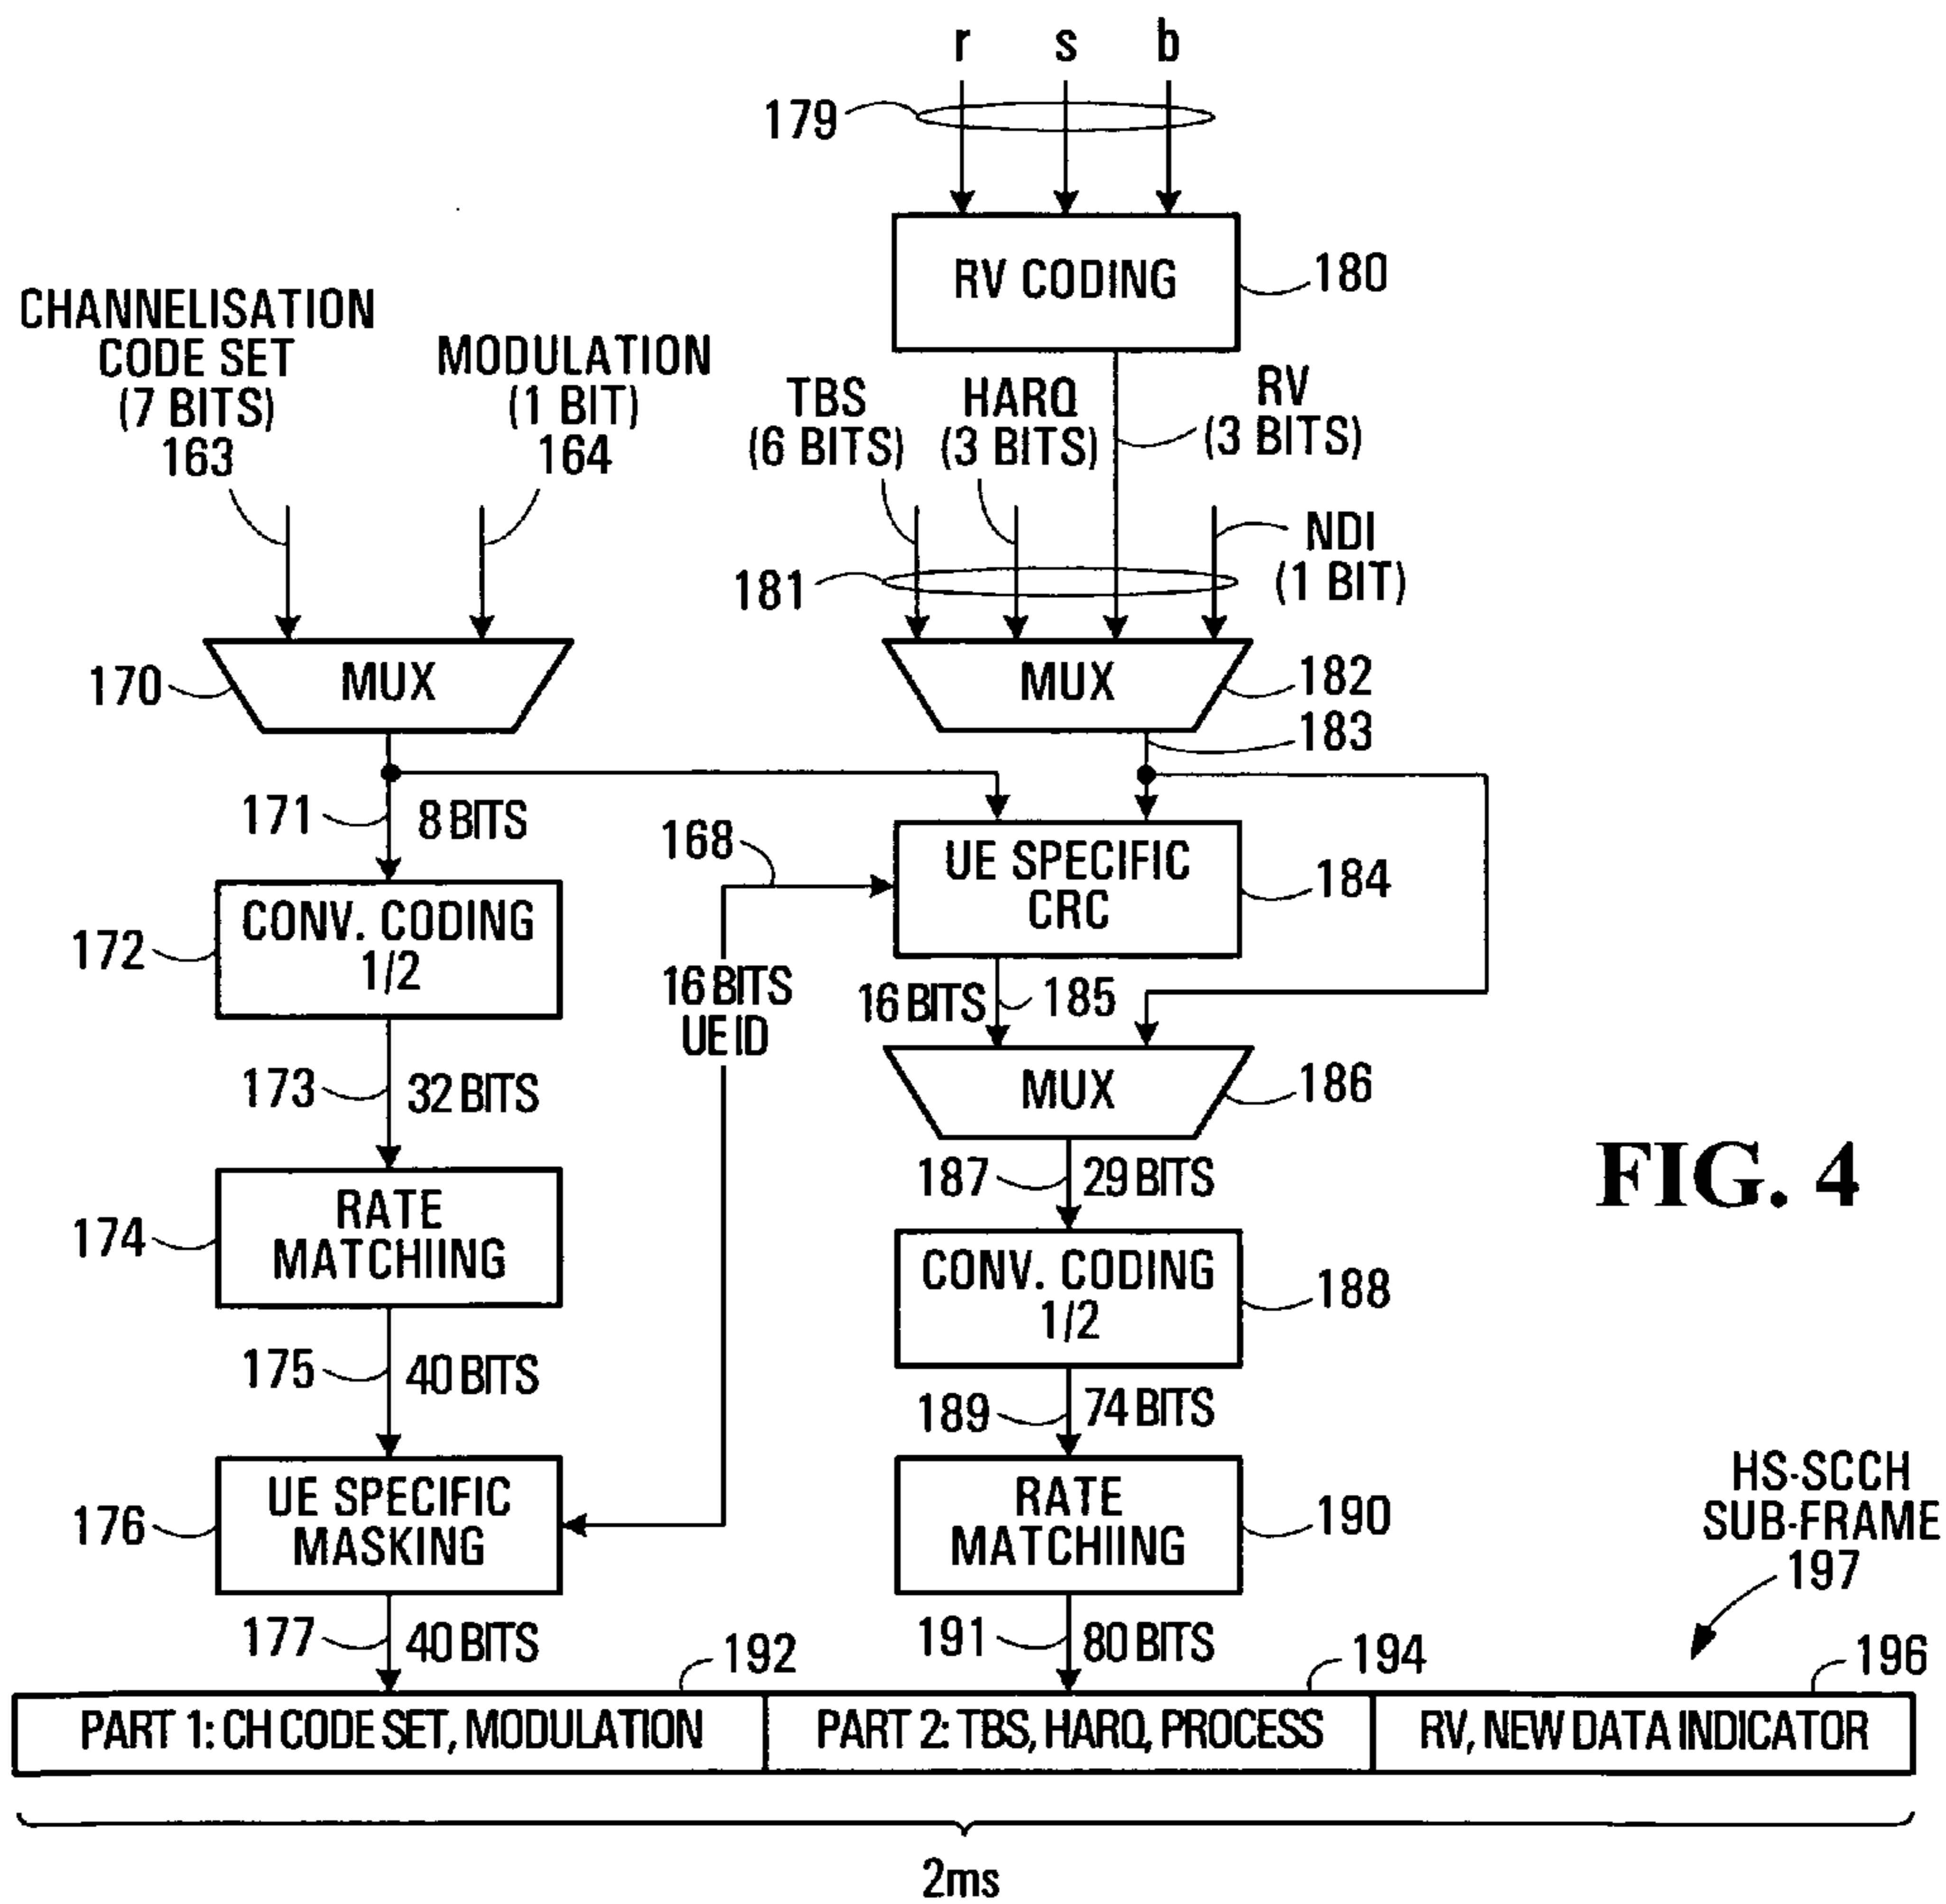 r s b
179
RV CODING
180
CHANNELISATION
CODE SET
(7 BITS)
163
MODULATION
(1 BIT)
164
TBS
(6 BITS)
HARQ
(3 BITS)
RV
(3 BITS)
NDI
(1 BIT)
181
170
MUX
MUX
182
183
171
8 BITS
168
UE SPECIFIC
CRC
184
172
CONV. CODING
1/2
16 BITS
UE ID
16 BITS
185
173
32 BITS
MUX
186
187
29 BITS
FIG. 4
174
RATE
MATCHIING
CONV. CODING
1/2
188
175
40 BITS
189
74 BITS
176
UE SPECIFIC
MASKING
RATE
MATCHIING
190
HS-SCCH
SUB-FRAME
197
177
40 BITS
191
80 BITS
192
194
196
PART 1: CH CODE SET, MODULATION
PART 2: TBS, HARQ, PROCESS
RV, NEW DATA INDICATOR
2ms